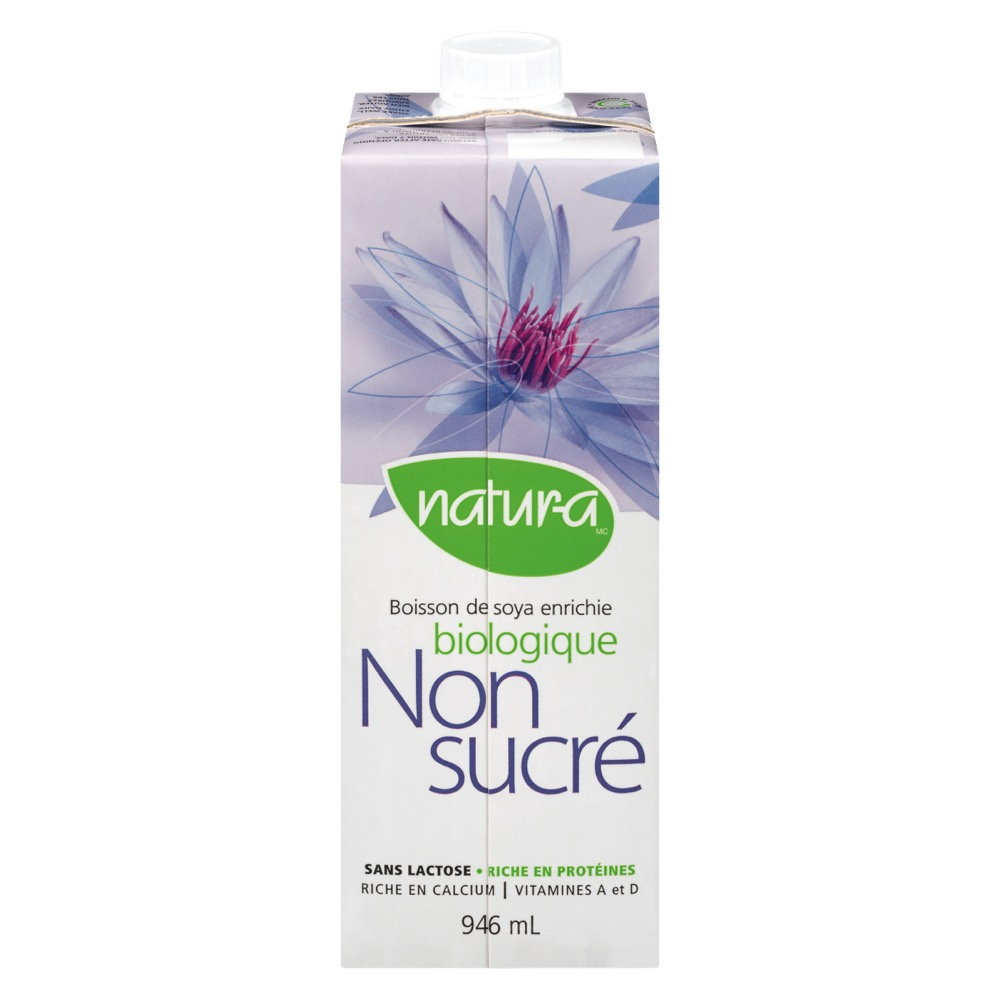 natur-a
MC
Boisson de soya enrichie
biologique
Non
sucré
SANS LACTOSE • RICHE EN PROTÉINES
RICHE EN CALCIUM | VITAMINES A et D
946 mL